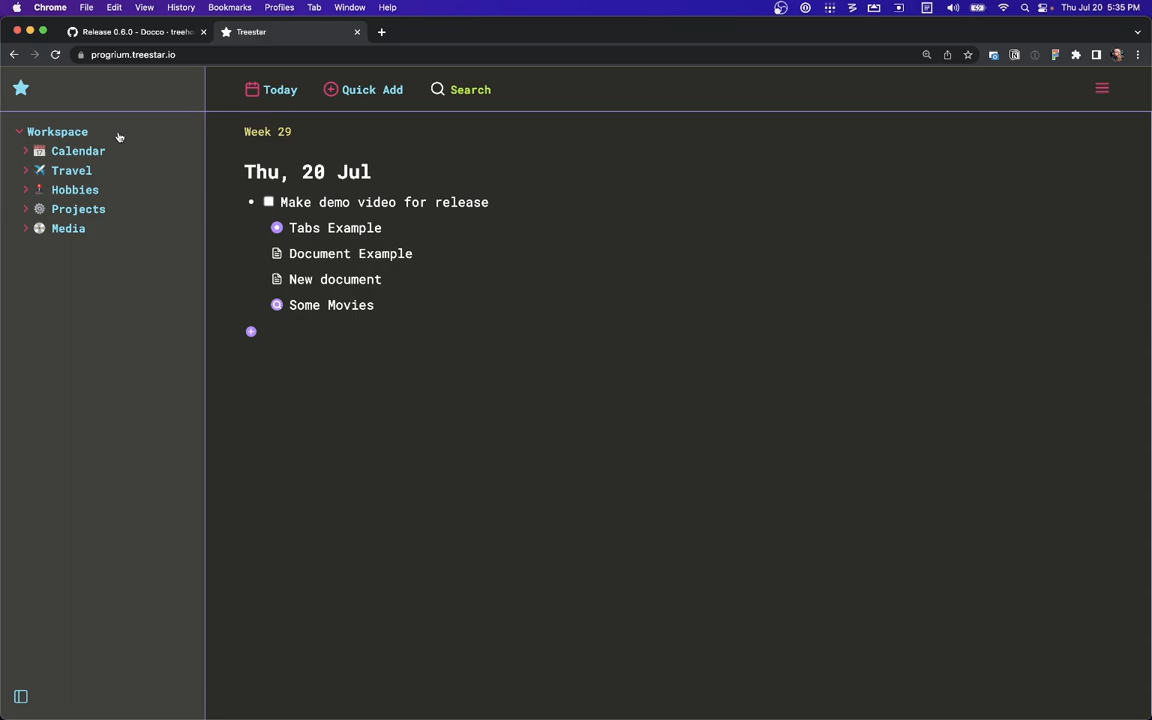 Chrome File Edit View History Bookmarks Profiles Tab Window Help Thu Jul 20 5:35 PM
Release 0.6.0 - Docco · treeho Treestar
progrium.treestar.io
Today Quick Add Search
Workspace
Calendar
Travel
Hobbies
Projects
Media
Week 29
Thu, 20 Jul
Make demo video for release
Tabs Example
Document Example
New document
Some Movies